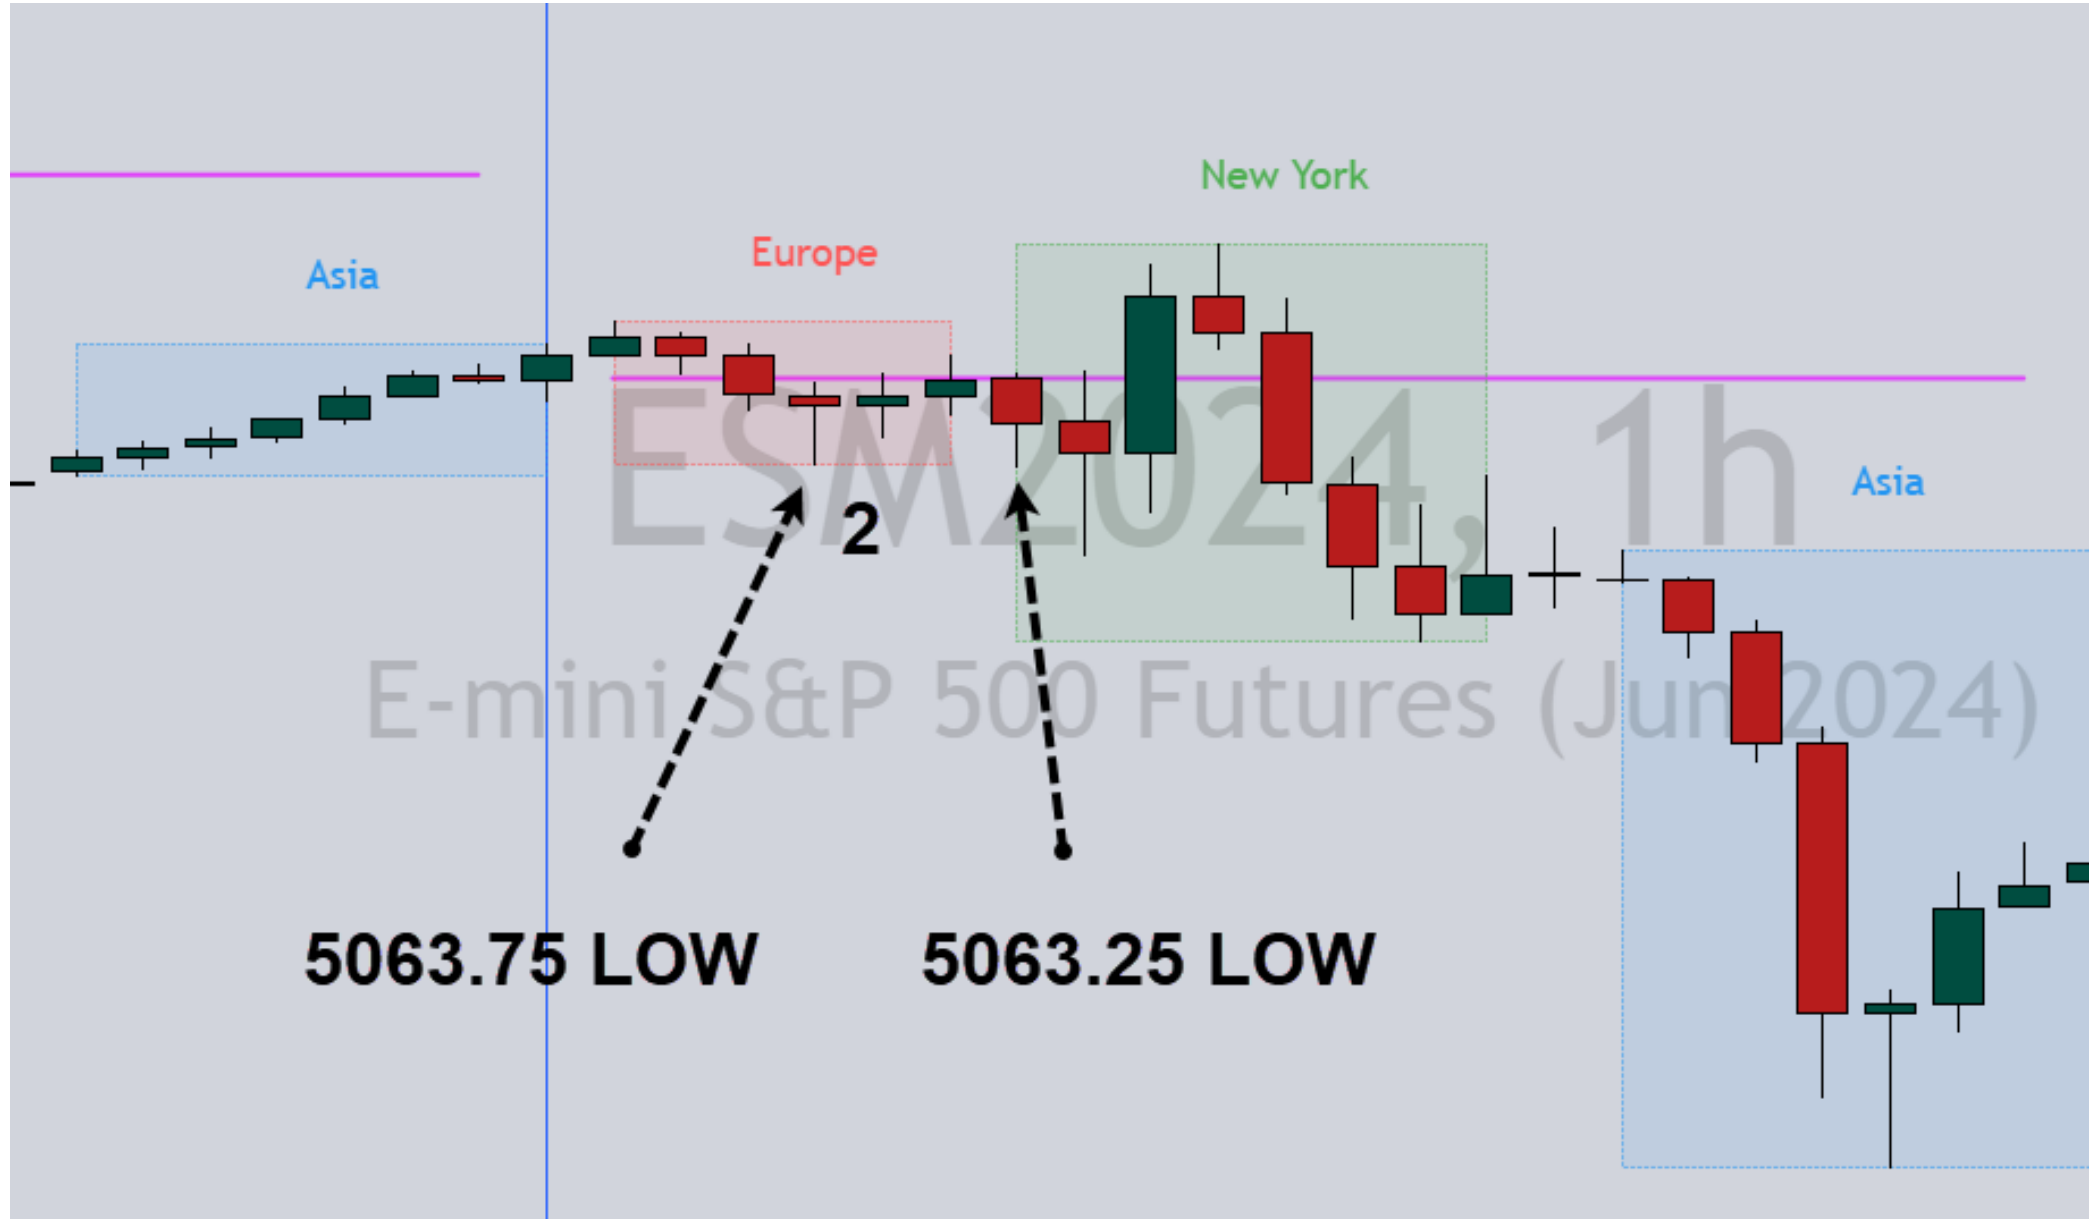 New York
Europe
Asia
ESM2024, 1h
Asia
2
E-mini S&P 500 Futures (Jun 2024)
5063.75 LOW
5063.25 LOW